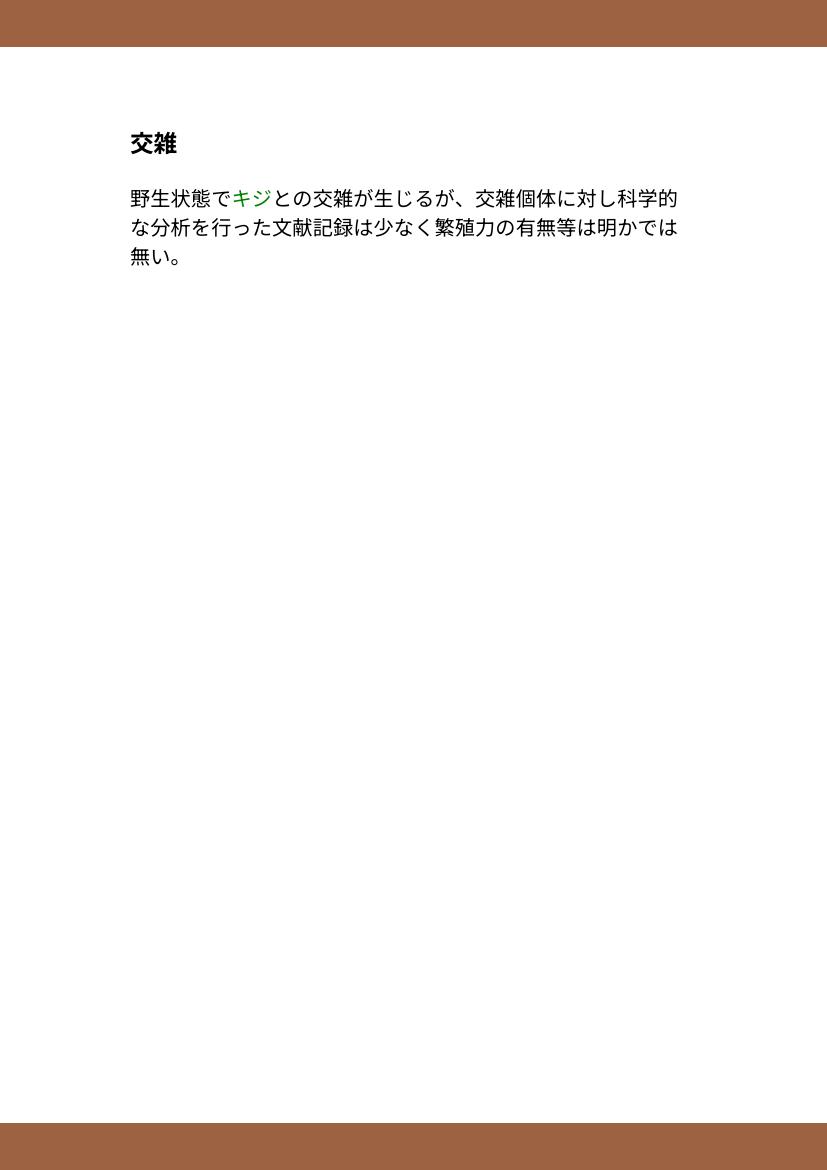 交雑
野生状態でキジとの交雑が生じるが、交雑個体に対し科学的
な分析を行った文献記録は少なく繁殖力の有無等は明かでは
無い。